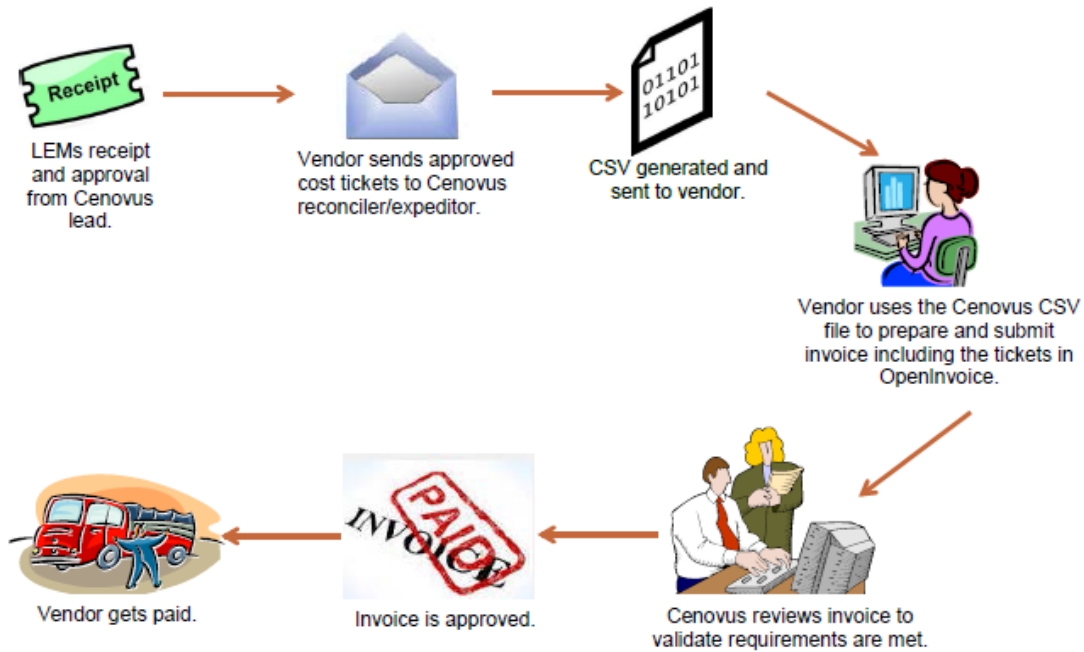 Receipt
LEMs receipt
and approval
from Cenovus
lead.
Vendor sends approved
cost tickets to Cenovus
reconciler/expeditor.
01101
10101
CSV generated and
sent to vendor.
Vendor uses the Cenovus CSV
file to prepare and submit
invoice including the tickets in
OpenInvoice.
Cenovus reviews invoice to
validate requirements are met.
INVOICE
PAID
Invoice is approved.
Vendor gets paid.